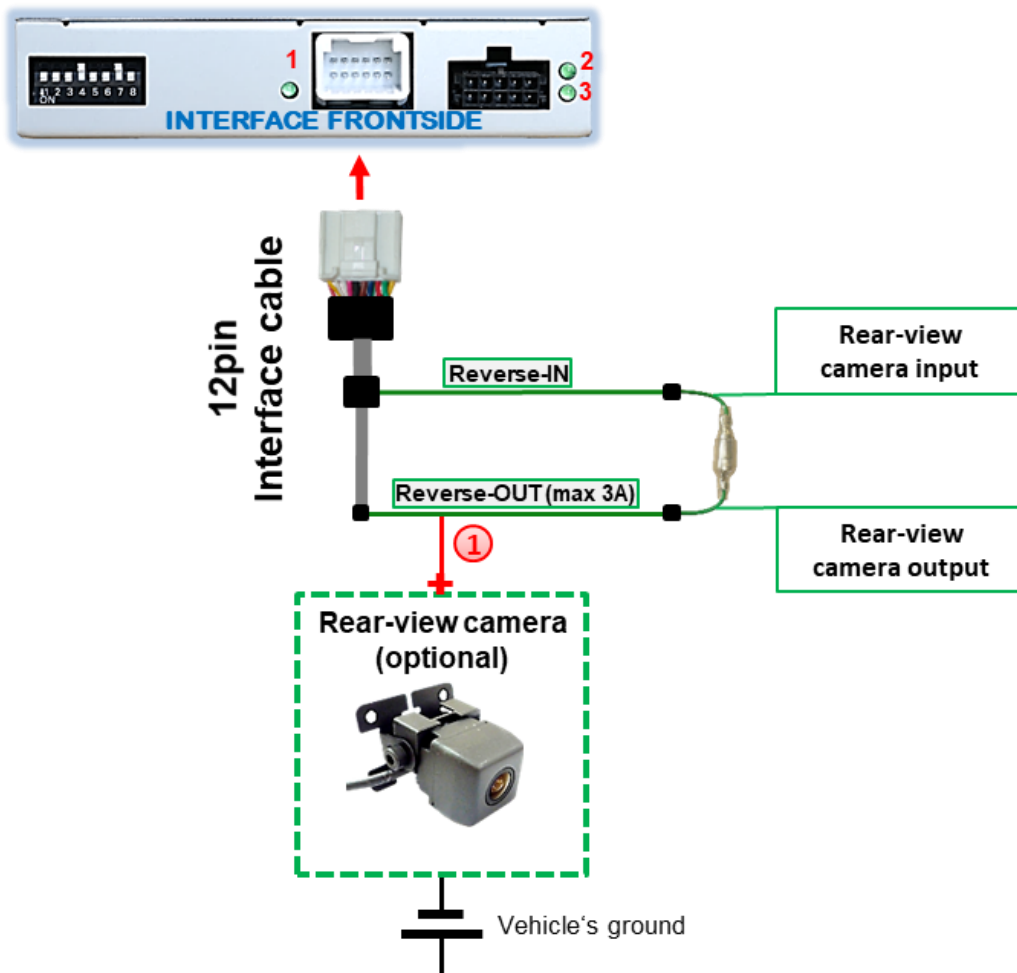 1
2
3
1 2 3 4 5 6 7 8
ON
INTERFACE FRONTSIDE
12pin
Interface cable
Reverse-IN
Rear-view
camera input
Reverse-OUT (max 3A)
Rear-view
camera output
1
+
Rear-view camera
(optional)
Vehicle‘s ground